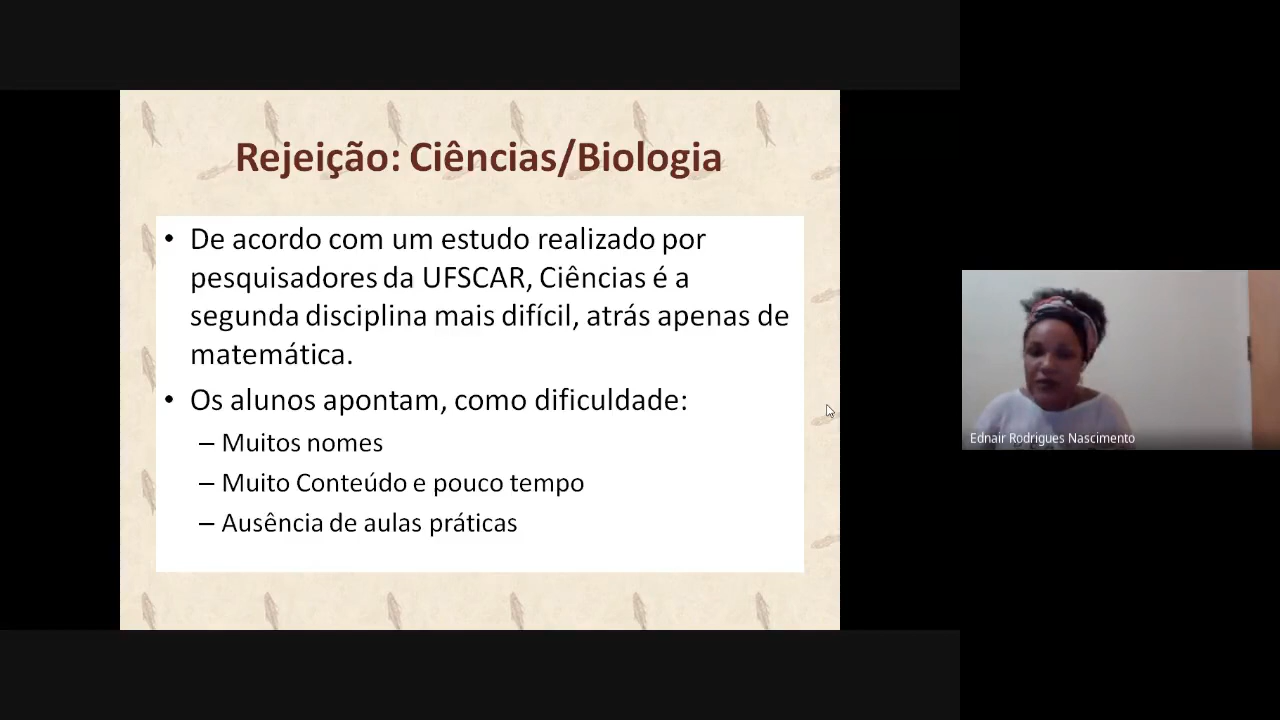 Rejeição: Ciências/Biologia
• De acordo com um estudo realizado por
pesquisadores da UFSCAR, Ciências é a
segunda disciplina mais difícil, atrás apenas de
matemática.
• Os alunos apontam, como dificuldade:
– Muitos nomes
– Muito Conteúdo e pouco tempo
– Ausência de aulas práticas
Ednair Rodrigues Nascimento